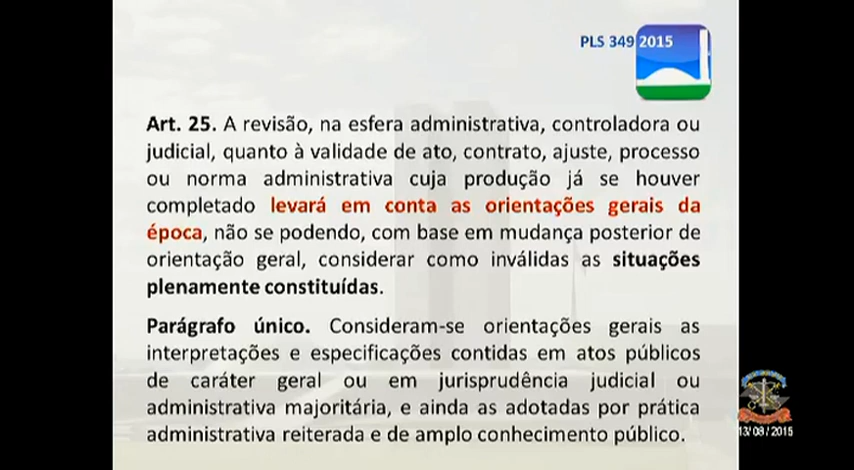 PLS 349 2015
Art. 25. A revisão, na esfera administrativa, controladora ou
judicial, quanto à validade de ato, contrato, ajuste, processo
ou norma administrativa cuja produção já se houver
completado levará em conta as orientações gerais da
época, não se podendo, com base em mudança posterior de
orientação geral, considerar como inválidas as situações
plenamente constituídas.
Parágrafo único. Consideram-se orientações gerais as
interpretações e especificações contidas em atos públicos
de caráter geral ou em jurisprudência judicial ou
administrativa majoritária, e ainda as adotadas por prática
administrativa reiterada e de amplo conhecimento público.
13/08/2015